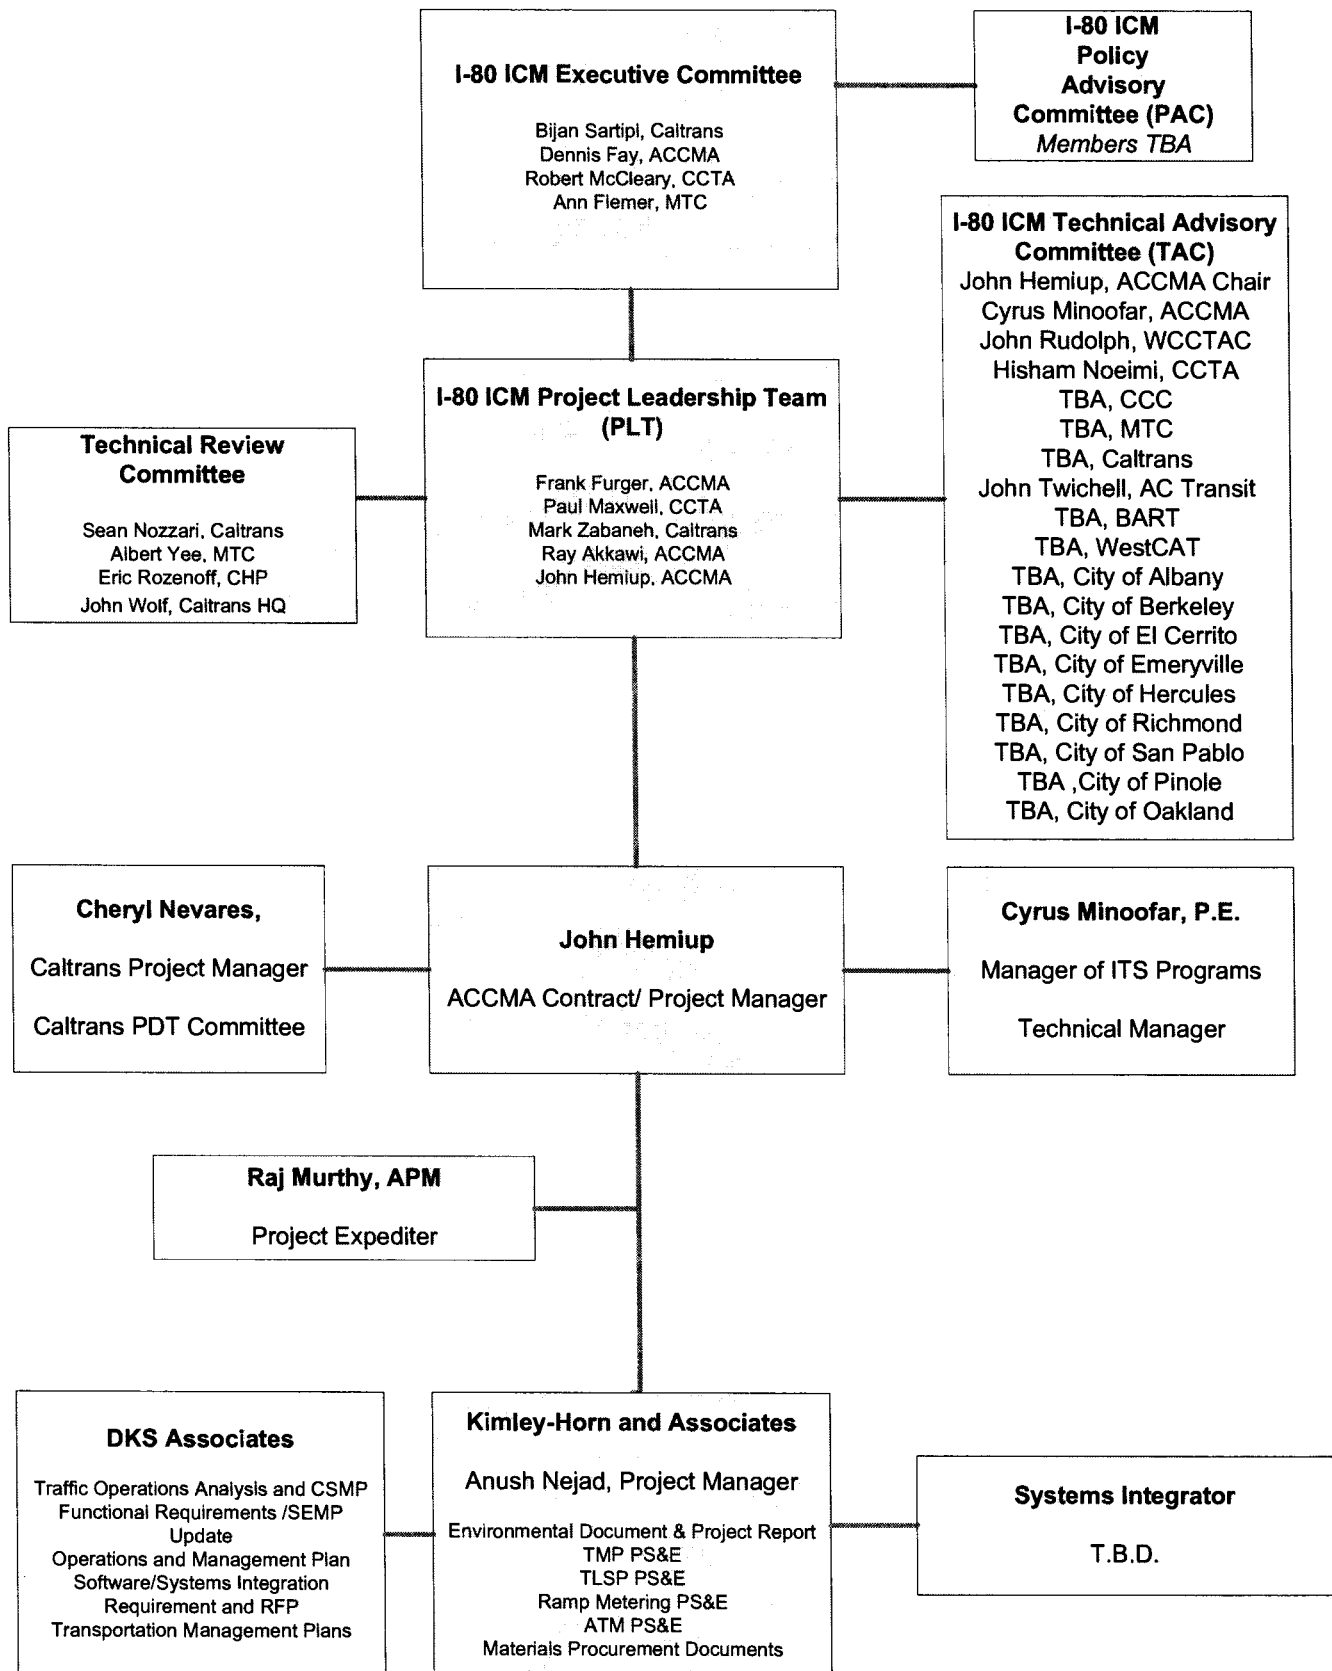 I-80 ICM Executive Committee
Bijan Sartipi, Caltrans
Dennis Fay, ACCMA
Robert McCleary, CCTA
Ann Flemer, MTC
I-80 ICM
Policy
Advisory
Committee (PAC)
Members TBA
I-80 ICM Technical Advisory
Committee (TAC)
John Hemiup, ACCMA Chair
Cyrus Minoofar, ACCMA
John Rudolph, WCCTAC
Hisham Noeimi, CCTA
TBA, CCC
TBA, MTC
TBA, Caltrans
John Twichell, AC Transit
TBA, BART
TBA, WestCAT
TBA, City of Albany
TBA, City of Berkeley
TBA, City of El Cerrito
TBA, City of Emeryville
TBA, City of Hercules
TBA, City of Richmond
TBA, City of San Pablo
TBA ,City of Pinole
TBA, City of Oakland
I-80 ICM Project Leadership Team
(PLT)
Frank Furger, ACCMA
Paul Maxwell, CCTA
Mark Zabaneh, Caltrans
Ray Akkawi, ACCMA
John Hemiup, ACCMA
Technical Review
Committee
Sean Nozzari, Caltrans
Albert Yee, MTC
Eric Rozenoff, CHP
John Wolf, Caltrans HQ
Cheryl Nevares,
Caltrans Project Manager
Caltrans PDT Committee
John Hemiup
ACCMA Contract/ Project Manager
Cyrus Minoofar, P.E.
Manager of ITS Programs
Technical Manager
Raj Murthy, APM
Project Expediter
DKS Associates
Traffic Operations Analysis and CSMP
Functional Requirements /SEMP
Update
Operations and Management Plan
Software/Systems Integration
Requirement and RFP
Transportation Management Plans
Kimley-Horn and Associates
Anush Nejad, Project Manager
Environmental Document & Project Report
TMP PS&E
TLSP PS&E
Ramp Metering PS&E
ATM PS&E
Materials Procurement Documents
Systems Integrator
T.B.D.